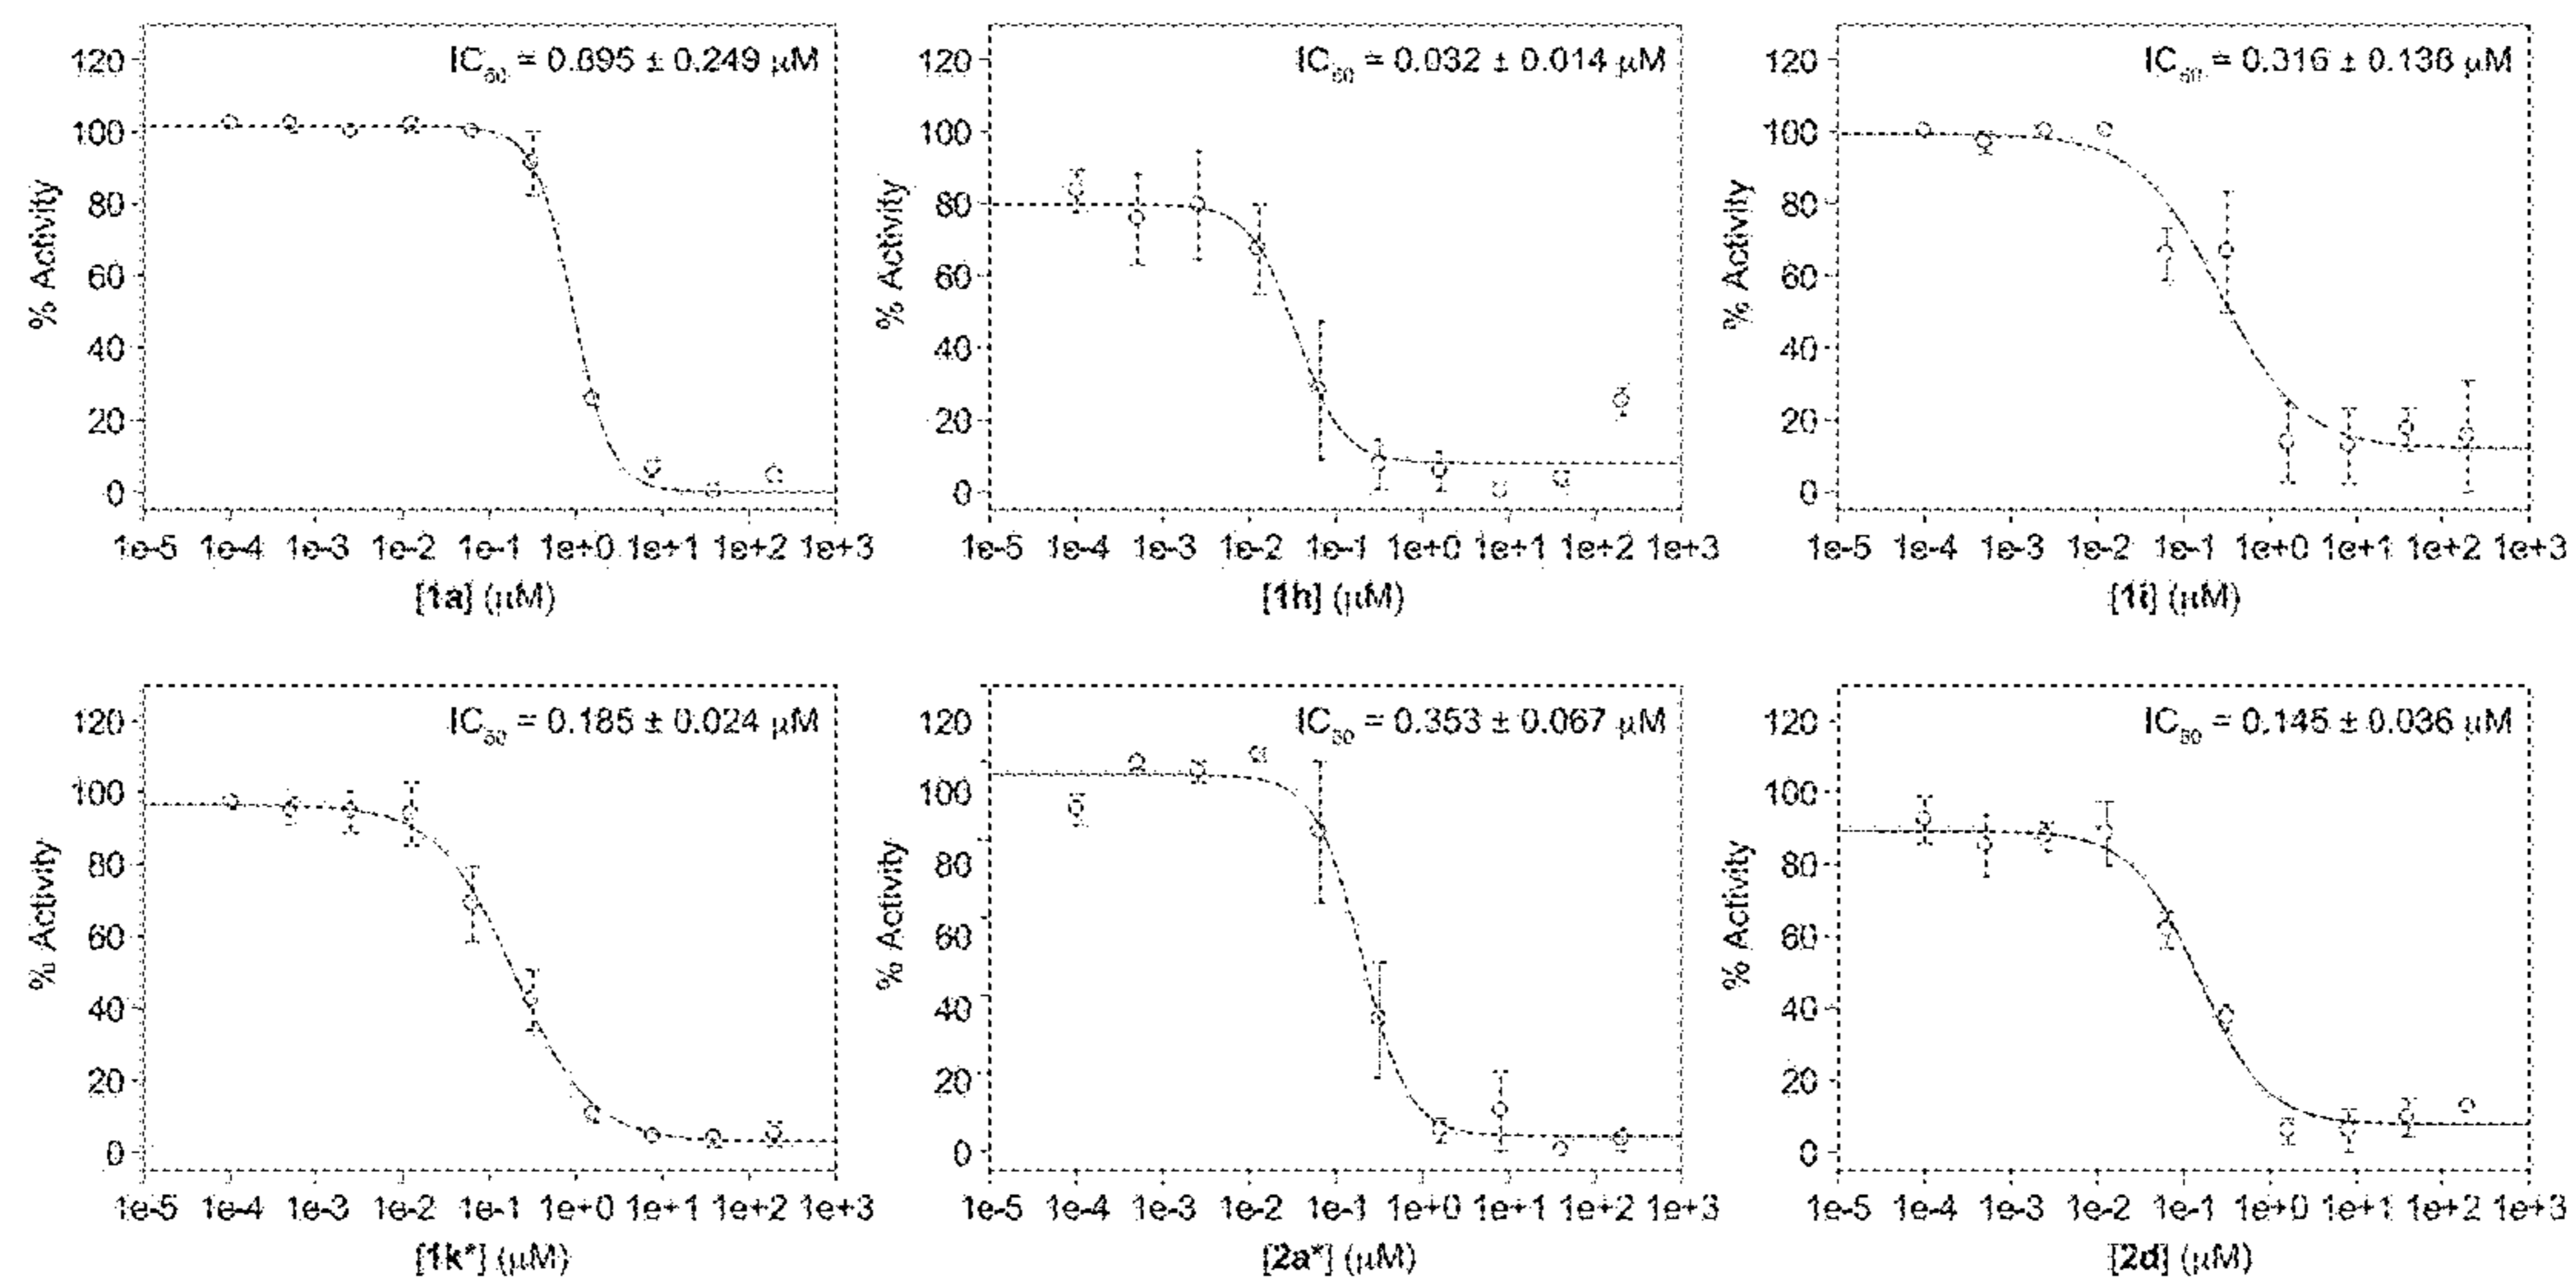 IC50 = 0.895 ± 0.249 µM
120
100
80
60
40
20
0
% Activity
1e-5 1e-4 1e-3 1e-2 1e-1 1e+0 1e+1 1e+2 1e+3
[1a] (µM)
IC50 = 0.032 ± 0.014 µM
120
100
80
60
40
20
0
% Activity
1e-5 1e-4 1e-3 1e-2 1e-1 1e+0 1e+1 1e+2 1e+3
[1h] (µM)
IC50 = 0.316 ± 0.138 µM
120
100
80
60
40
20
0
% Activity
1e-5 1e-4 1e-3 1e-2 1e-1 1e+0 1e+1 1e+2 1e+3
[1i] (µM)
IC50 = 0.185 ± 0.024 µM
120
100
80
60
40
20
0
% Activity
1e-5 1e-4 1e-3 1e-2 1e-1 1e+0 1e+1 1e+2 1e+3
[1k*] (µM)
IC50 = 0.353 ± 0.067 µM
120
100
80
60
40
20
0
% Activity
1e-5 1e-4 1e-3 1e-2 1e-1 1e+0 1e+1 1e+2 1e+3
[2a*] (µM)
IC50 = 0.145 ± 0.036 µM
120
100
80
60
40
20
0
% Activity
1e-5 1e-4 1e-3 1e-2 1e-1 1e+0 1e+1 1e+2 1e+3
[2d] (µM)